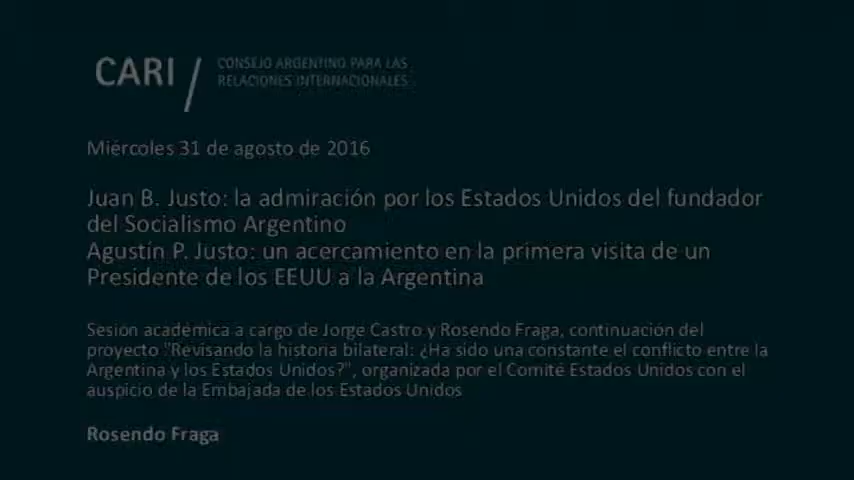 CARI
CONSEJO ARGENTINO PARA LAS
RELACIONES INTERNACIONALES
Miércoles 31 de agosto de 2016
Juan B. Justo: la admiración por los Estados Unidos del fundador
del Socialismo Argentino
Agustín P. Justo: un acercamiento en la primera visita de un
Presidente de los EEUU a la Argentina
Sesión académica a cargo de Jorge Castro y Rosendo Fraga, continuación del
proyecto "Revisando la historia bilateral: ¿Ha sido una constante el conflicto entre la
Argentina y los Estados Unidos?", organizada por el Comité Estados Unidos con el
auspicio de la Embajada de los Estados Unidos
Rosendo Fraga